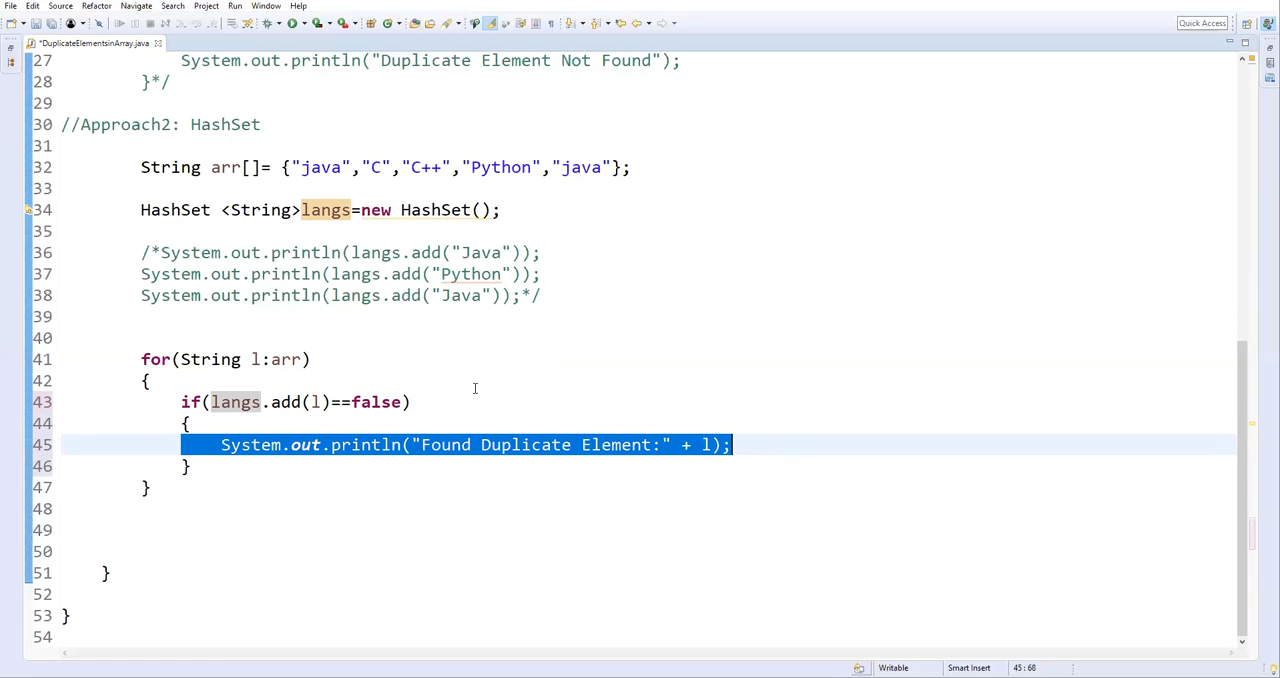 File Edit Source Refactor Navigate Search Project Run Window Help
Quick Access
*DuplicateElementsinArray.java
27 System.out.println("Duplicate Element Not Found");
28 }*/
29
30 //Approach2: HashSet
31
32 String arr[]= {"java","C","C++","Python","java"};
33
34 HashSet <String>langs=new HashSet();
35
36 /*System.out.println(langs.add("Java"));
37 System.out.println(langs.add("Python"));
38 System.out.println(langs.add("Java"));*/
39
40
41 for(String l:arr)
42 {
43 if(langs.add(l)==false)
44 {
45 System.out.println("Found Duplicate Element:" + l);
46 }
47 }
48
49
50
51 }
52
53 }
54
Writable Smart Insert 45:68